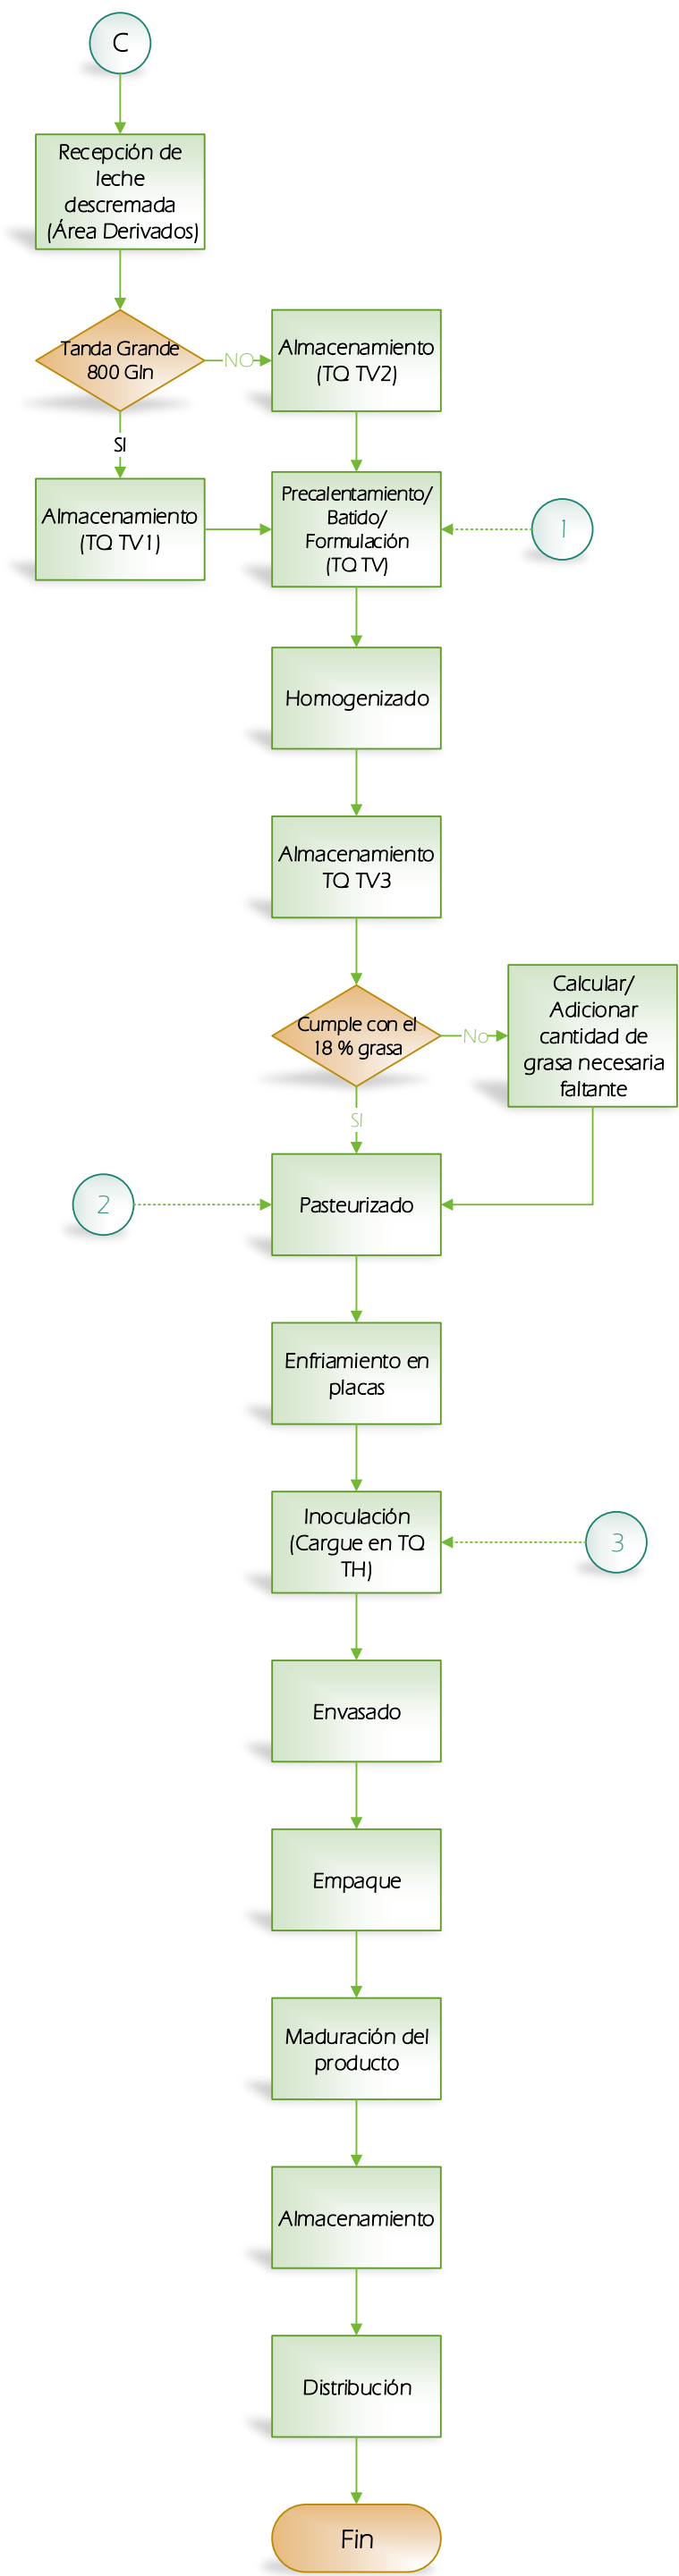 C
Recepción de
leche
descremada
(Área Derivados)
Tanda Grande
800 Gln
NO
Almacenamiento
(TQ TV2)
SI
Almacenamiento
(TQ TV1)
Precalentamiento/
Batido/
Formulación
(TQ TV)
1
Homogenizado
Almacenamiento
TQ TV3
Cumple con el
18 % grasa
No
Calcular/
Adicionar
cantidad de
grasa necesaria
faltante
SI
2
Pasteurizado
Enfriamiento en
placas
Inoculación
(Cargue en TQ
TH)
3
Envasado
Empaque
Maduración del
producto
Almacenamiento
Distribución
Fin